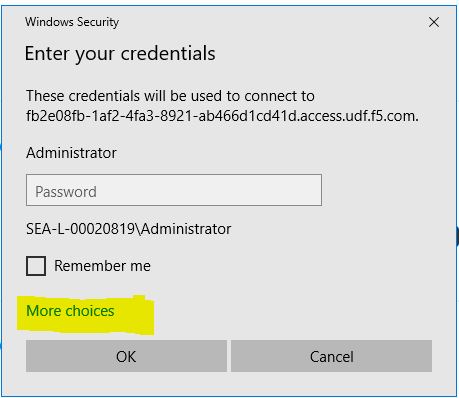 Windows Security
Enter your credentials
These credentials will be used to connect to
fb2e08fb-1af2-4fa3-8921-ab466d1cd41d.access.udf.f5.com.
Administrator
Password
SEA-L-00020819\Administrator
Remember me
More choices
OK
Cancel